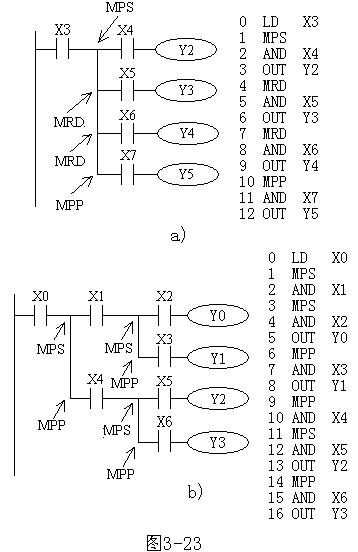 MPS
X3 X4 Y2
X5 Y3
MRD
X6 Y4
MRD
X7 Y5
MPP
0 LD X3
1 MPS
2 AND X4
3 OUT Y2
4 MRD
5 AND X5
6 OUT Y3
7 MRD
8 AND X6
9 OUT Y4
10 MPP
11 AND X7
12 OUT Y5
a)
X0 X1 X2 Y0
MPS MPS
X3 Y1
MPP
X4 X5 Y2
MPP MPS
X6 Y3
MPP
0 LD X0
1 MPS
2 AND X1
3 MPS
4 AND X2
5 OUT Y0
6 MPP
7 AND X3
8 OUT Y1
9 MPP
10 AND X4
11 MPS
12 AND X5
13 OUT Y2
14 MPP
15 AND X6
16 OUT Y3
b)
图3-23